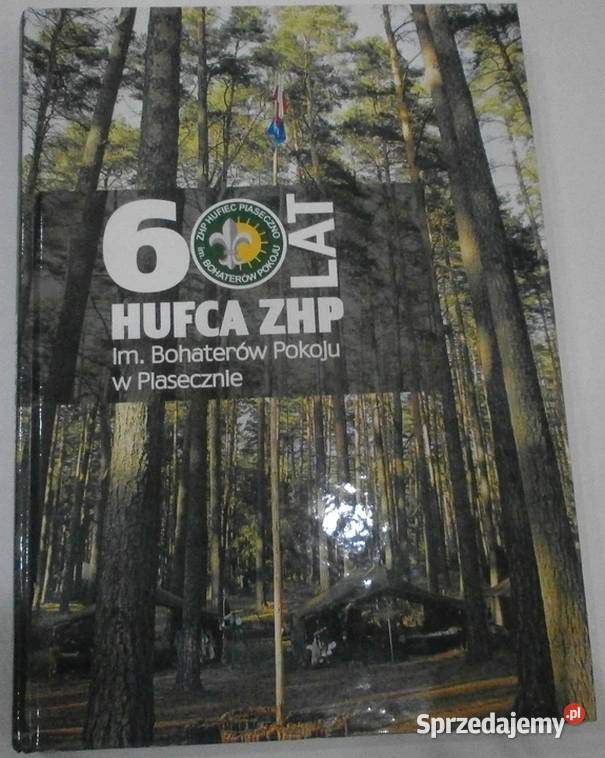 60 LAT
ZHP HUFIEC PIASECZNO
im. BOHATERÓW POKOJU
HUFCA ZHP
im. Bohaterów Pokoju
w Piasecznie
Sprzedajemy.pl